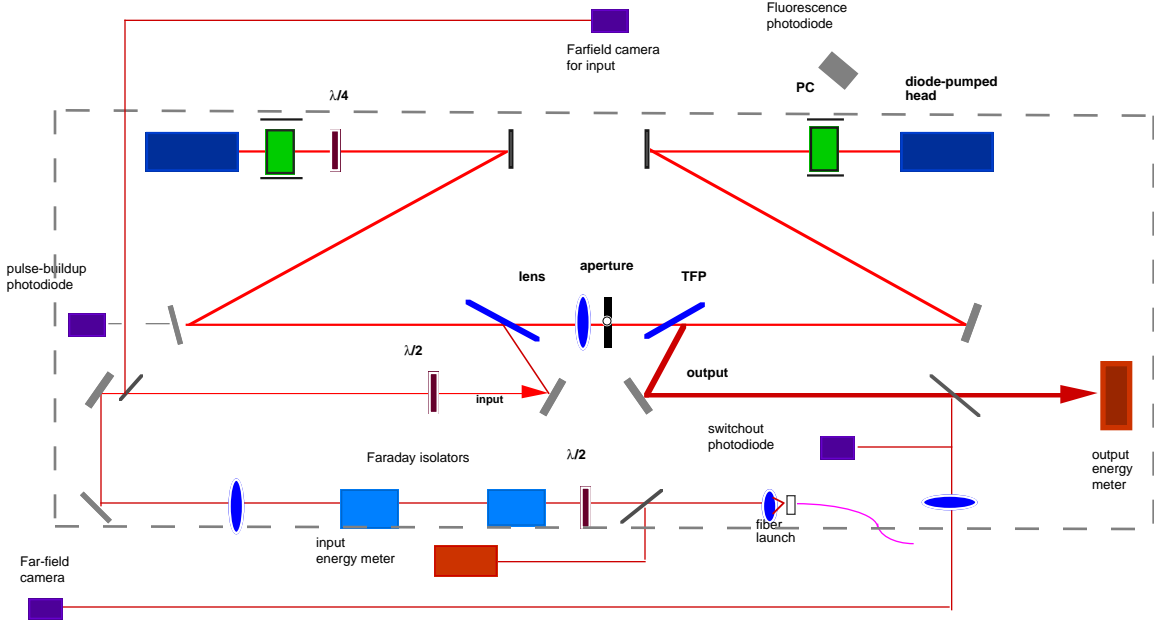 Fluorescence
photodiode
Farfield camera
for input
PC
diode-pumped
head
λ/4
pulse-buildup
photodiode
lens
aperture
TFP
λ/2
input
output
switchout
photodiode
output
energy
meter
Faraday isolators
λ/2
fiber
launch
input
energy meter
Far-field
camera